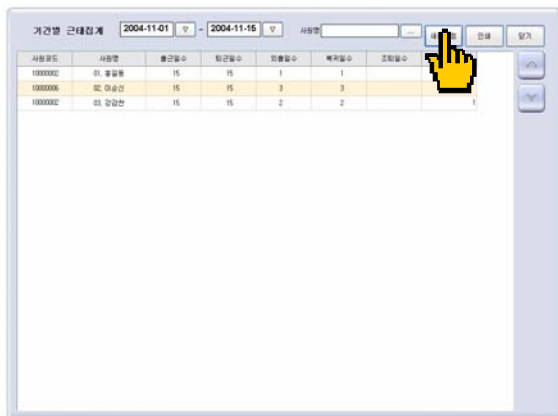 기간별 근태집계 2004-11-01 ▽ - 2004-11-15 ▽ 사원명 ... 인쇄 닫기
사원코드 사원명 출근일수 퇴근일수 외출일수 복귀일수 조퇴일수
10000002 01. 홍길동 15 15 1 1
10000006 02. 이순신 15 15 3 3
10000002 03. 강감찬 15 15 2 2 1